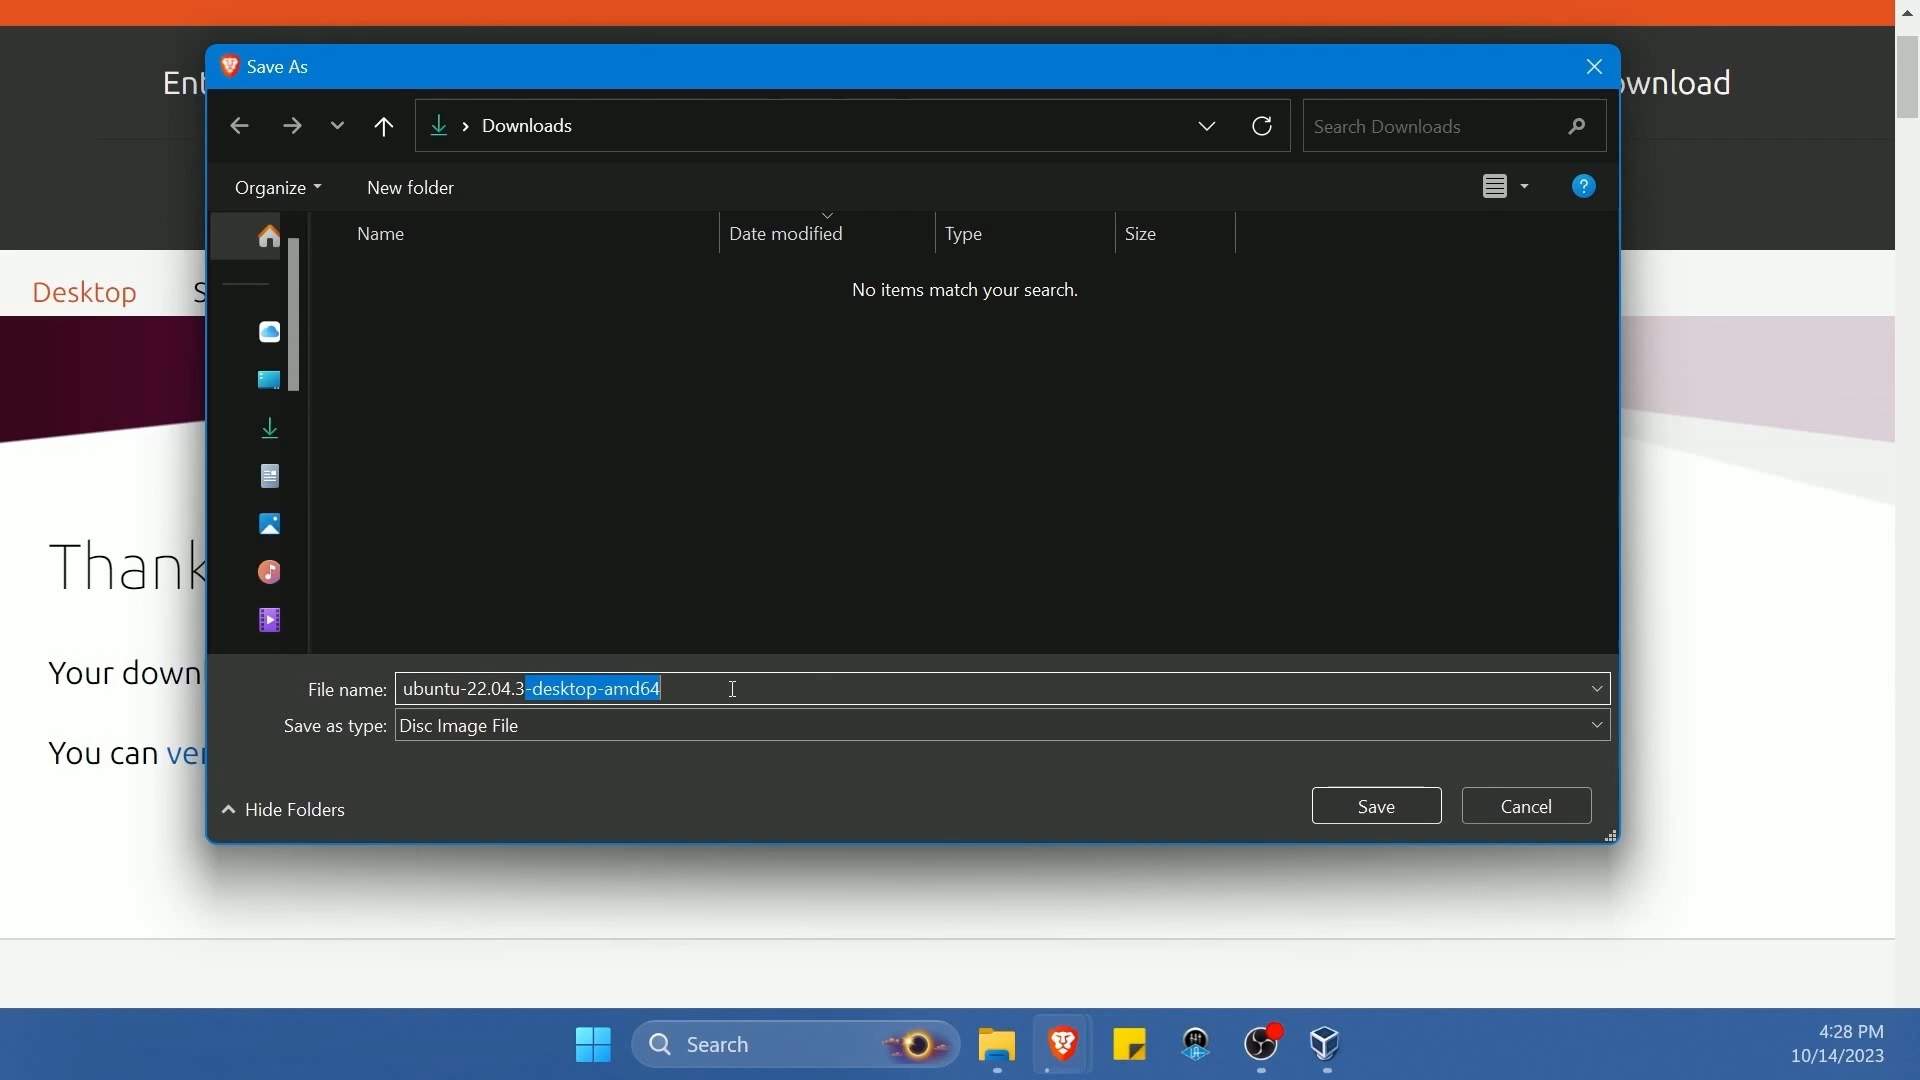 Save As
Ent
ownload
Downloads
Search Downloads
Organize
New folder
Name
Date modified
Type
Size
No items match your search.
Desktop
S
Thank
Your down
You can ver
File name: ubuntu-22.04.3-desktop-amd64
Save as type: Disc Image File
Hide Folders
Save
Cancel
Search
4:28 PM
10/14/2023